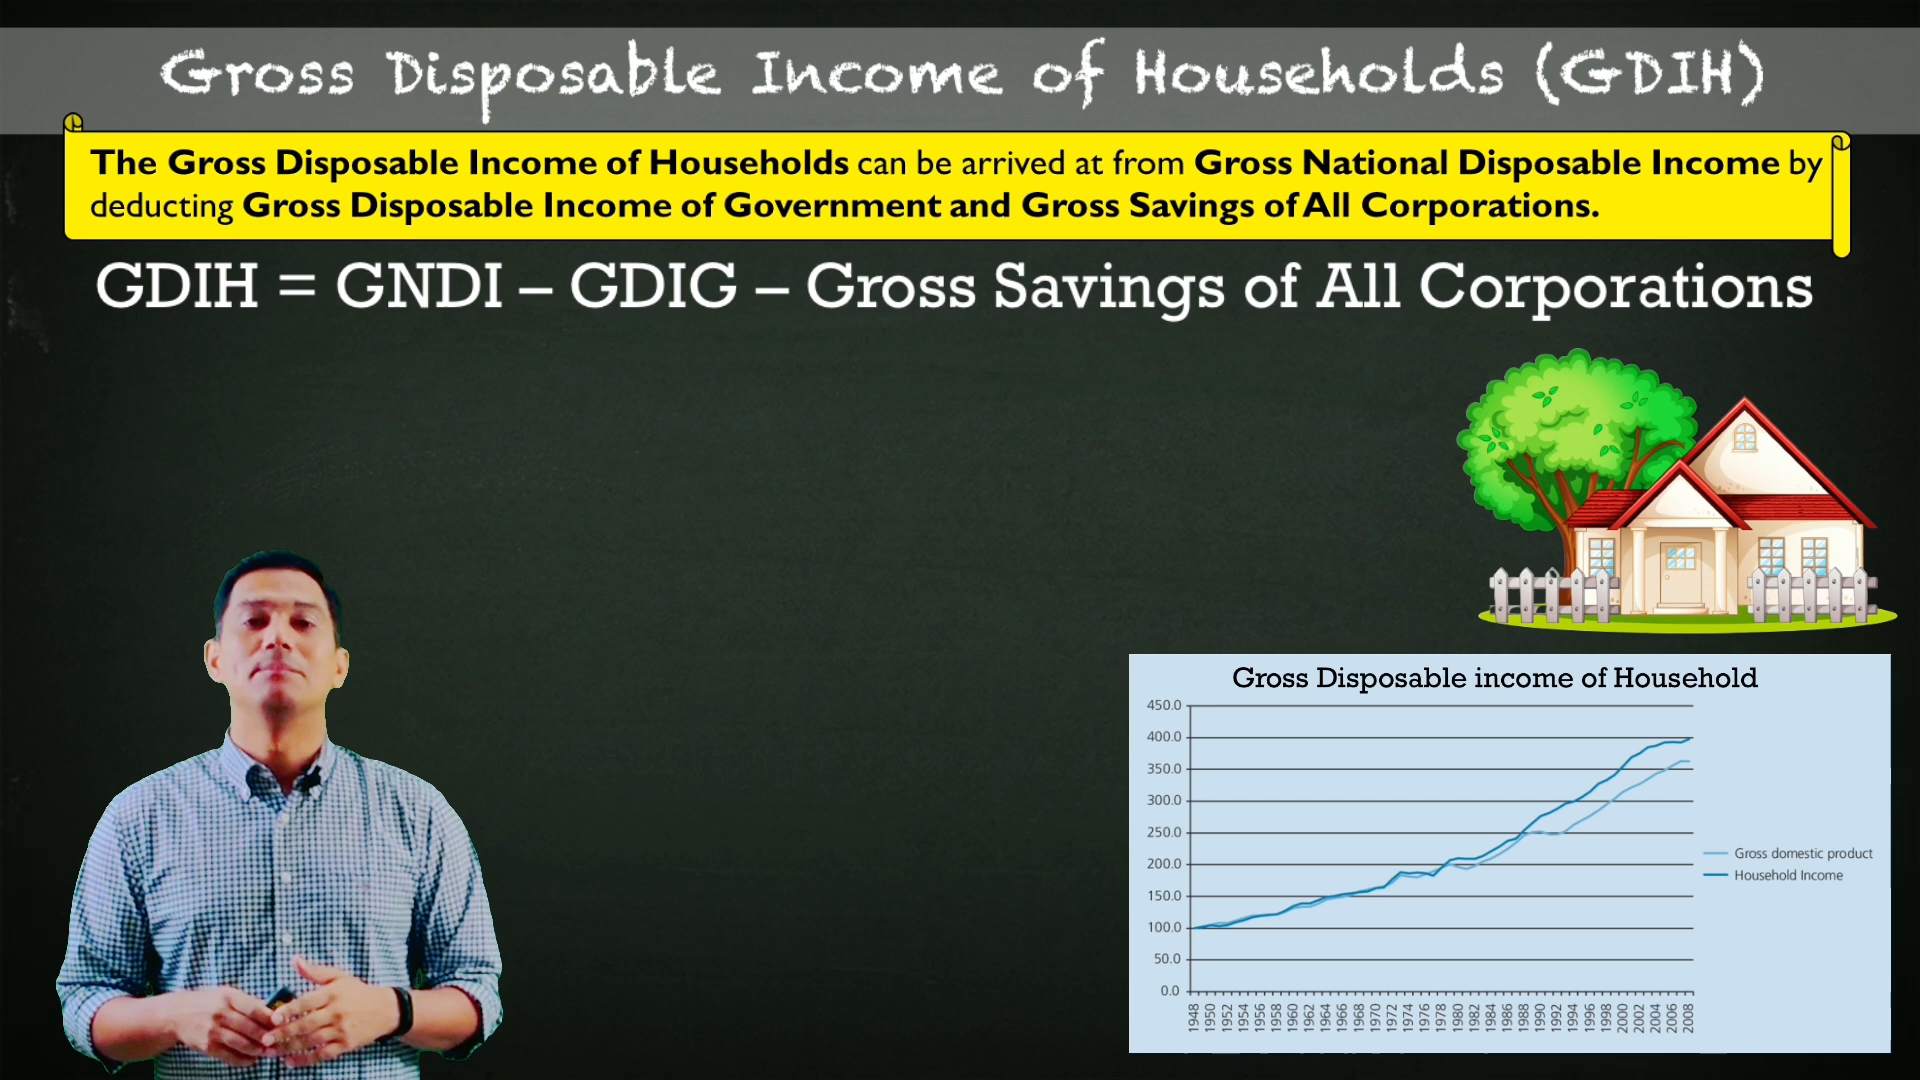 Gross Disposable Income of Households (GDIH)
The Gross Disposable Income of Households can be arrived at from Gross National Disposable Income by
deducting Gross Disposable Income of Government and Gross Savings of All Corporations.
GDIH = GNDI – GDIG – Gross Savings of All Corporations
Gross Disposable income of Household
450.0
400.0
350.0
300.0
250.0
200.0
150.0
100.0
50.0
0.0
Gross domestic product
Household Income
1948 1950 1952 1954 1956 1958 1960 1962 1964 1966 1968 1970 1972 1974 1976 1978 1980 1982 1984 1986 1988 1990 1992 1994 1996 1998 2000 2002 2004 2006 2008